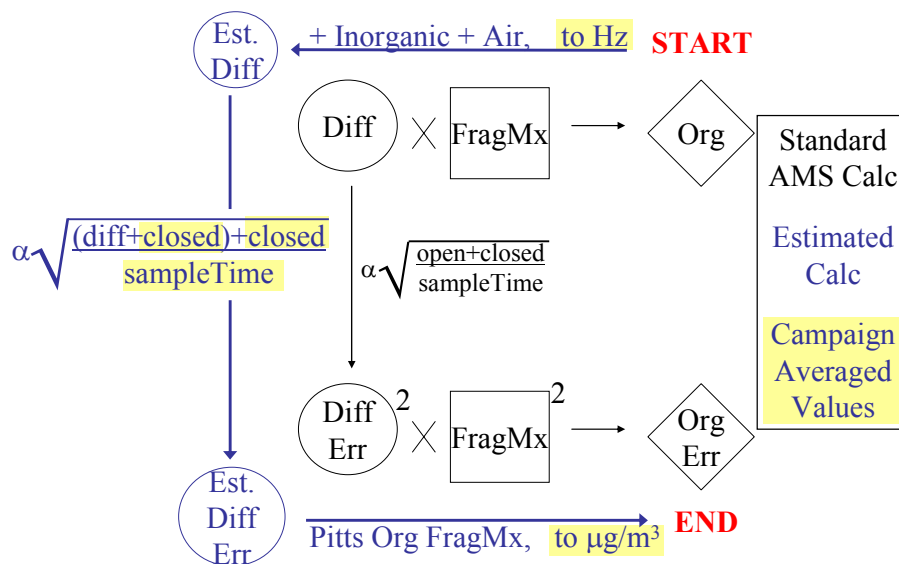 Est.
Diff
+ Inorganic + Air, to Hz
START
Diff
FragMx
Org
Standard
AMS Calc
Estimated
Calc
Campaign
Averaged
Values
α√(diff+closed)+closed
sampleTime
α√open+closed
sampleTime
Diff
Err
2
FragMx
2
Org
Err
Est.
Diff
Err
Pitts Org FragMx, to μg/m³
END